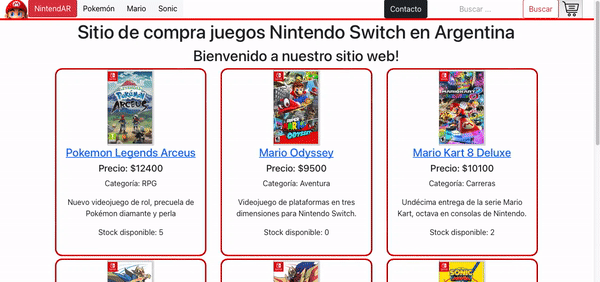 NintendAR Pokemón Mario Sonic Contacto Buscar ... Buscar
Sitio de compra juegos Nintendo Switch en Argentina
Bienvenido a nuestro sitio web!
Pokemon Legends Arceus
Precio: $12400
Categoría: RPG
Nuevo videojuego de rol, precuela de
Pokémon diamante y perla
Stock disponible: 5
Mario Odyssey
Precio: $9500
Categoría: Aventura
Videojuego de plataformas en tres
dimensiones para Nintendo Switch.
Stock disponible: 0
Mario Kart 8 Deluxe
Precio: $10100
Categoría: Carreras
Undécima entrega de la serie Mario
Kart, octava en consolas de Nintendo.
Stock disponible: 2